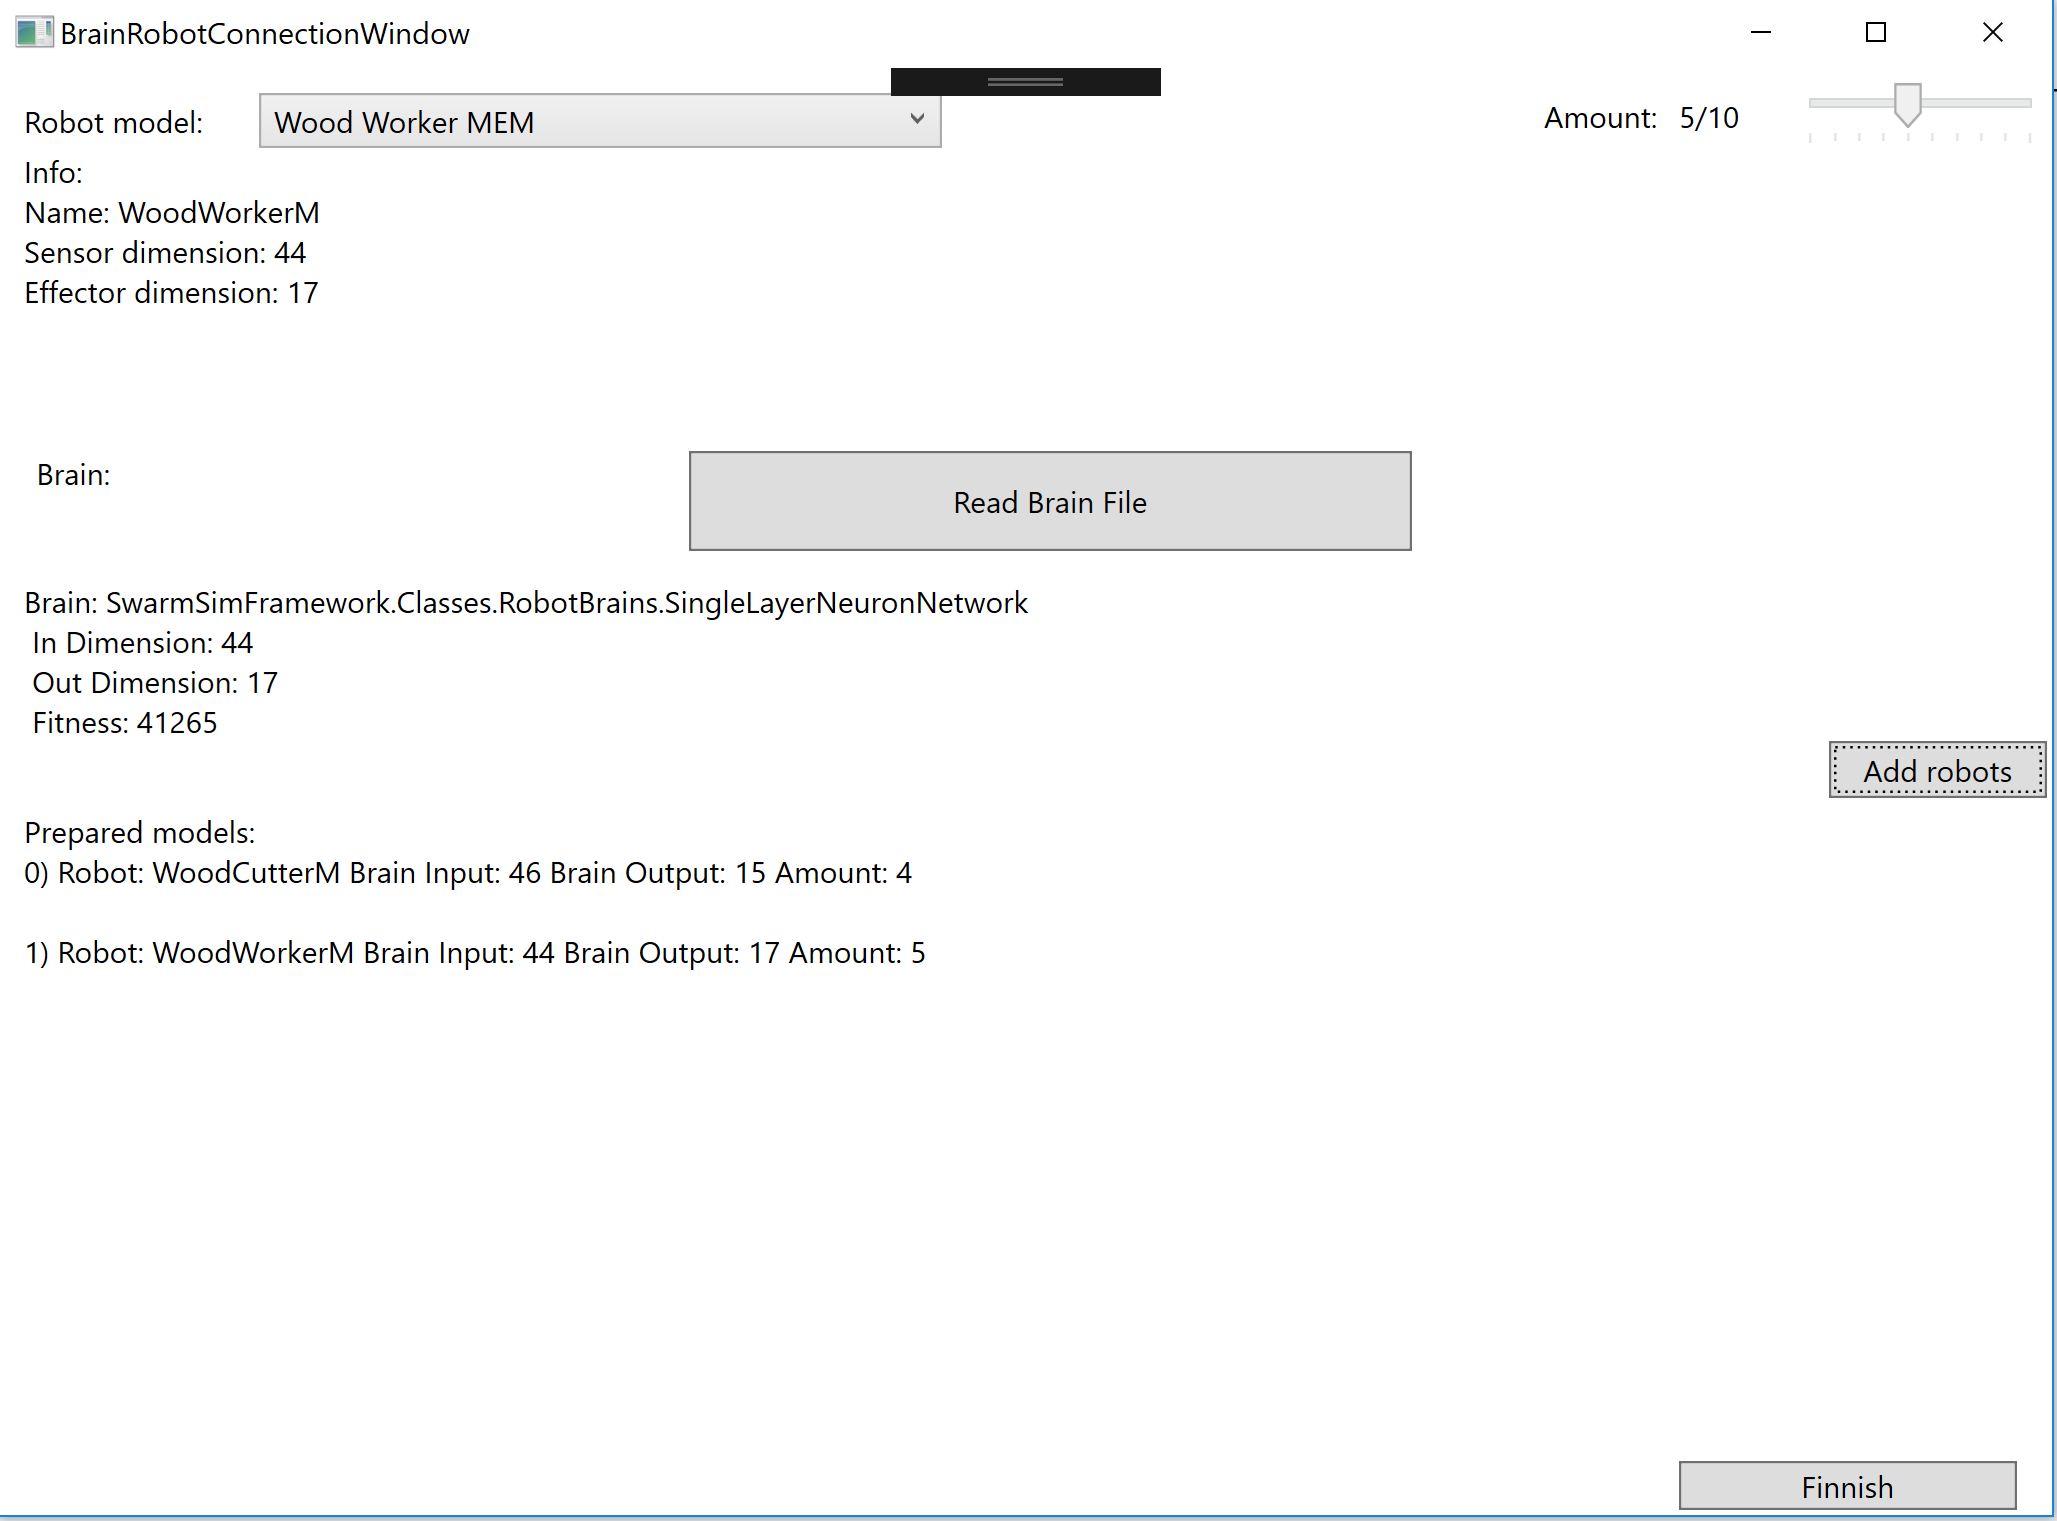 BrainRobotConnectionWindow
Robot model: Wood Worker MEM Amount: 5/10
Info:
Name: WoodWorkerM
Sensor dimension: 44
Effector dimension: 17
Brain: Read Brain File
Brain: SwarmSimFramework.Classes.RobotBrains.SingleLayerNeuronNetwork
In Dimension: 44
Out Dimension: 17
Fitness: 41265
Add robots
Prepared models:
0) Robot: WoodCutterM Brain Input: 46 Brain Output: 15 Amount: 4
1) Robot: WoodWorkerM Brain Input: 44 Brain Output: 17 Amount: 5
Finnish